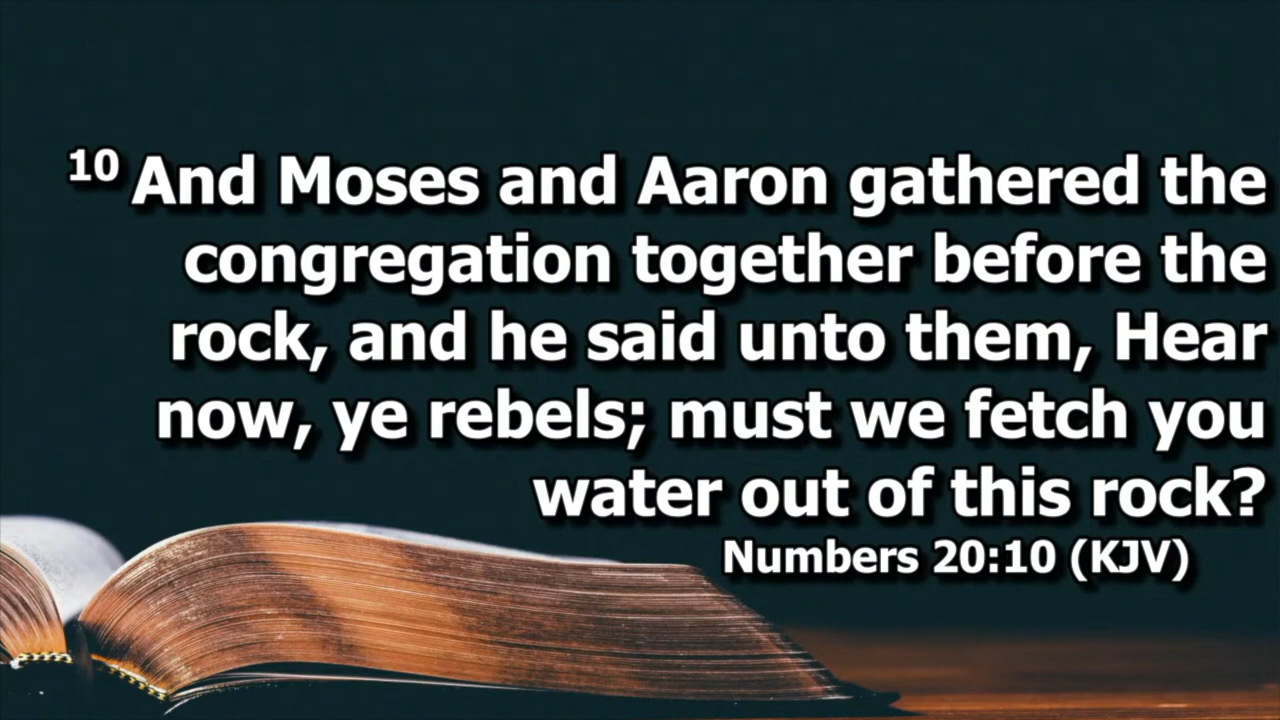 10 And Moses and Aaron gathered the
congregation together before the
rock, and he said unto them, Hear
now, ye rebels; must we fetch you
water out of this rock?
Numbers 20:10 (KJV)